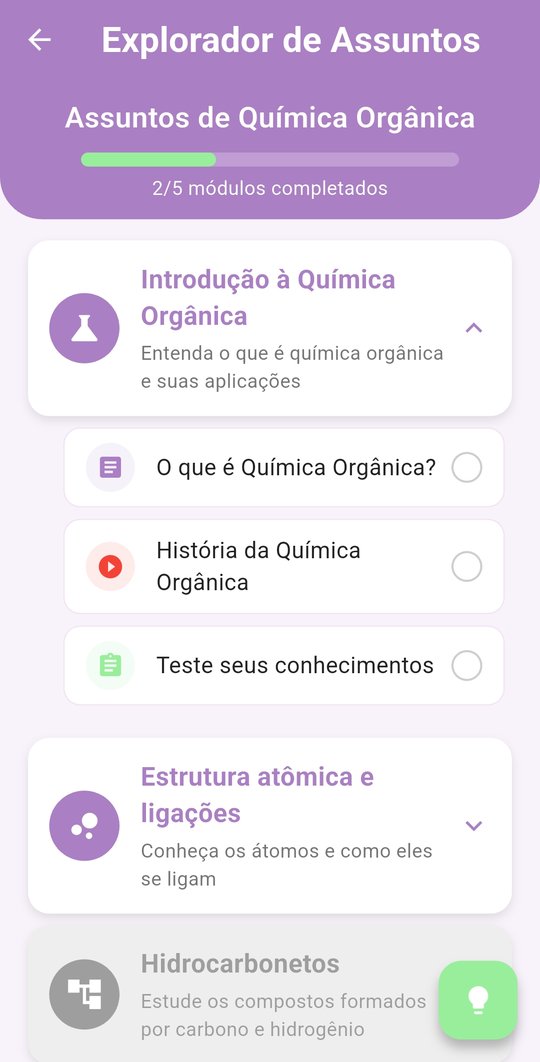 Explorador de Assuntos
Assuntos de Química Orgânica
2/5 módulos completados
Introdução à Química
Orgânica
Entenda o que é química orgânica
e suas aplicações
O que é Química Orgânica?
História da Química
Orgânica
Teste seus conhecimentos
Estrutura atômica e
ligações
Conheça os átomos e como eles
se ligam
Hidrocarbonetos
Estude os compostos formados
por carbono e hidrogênio